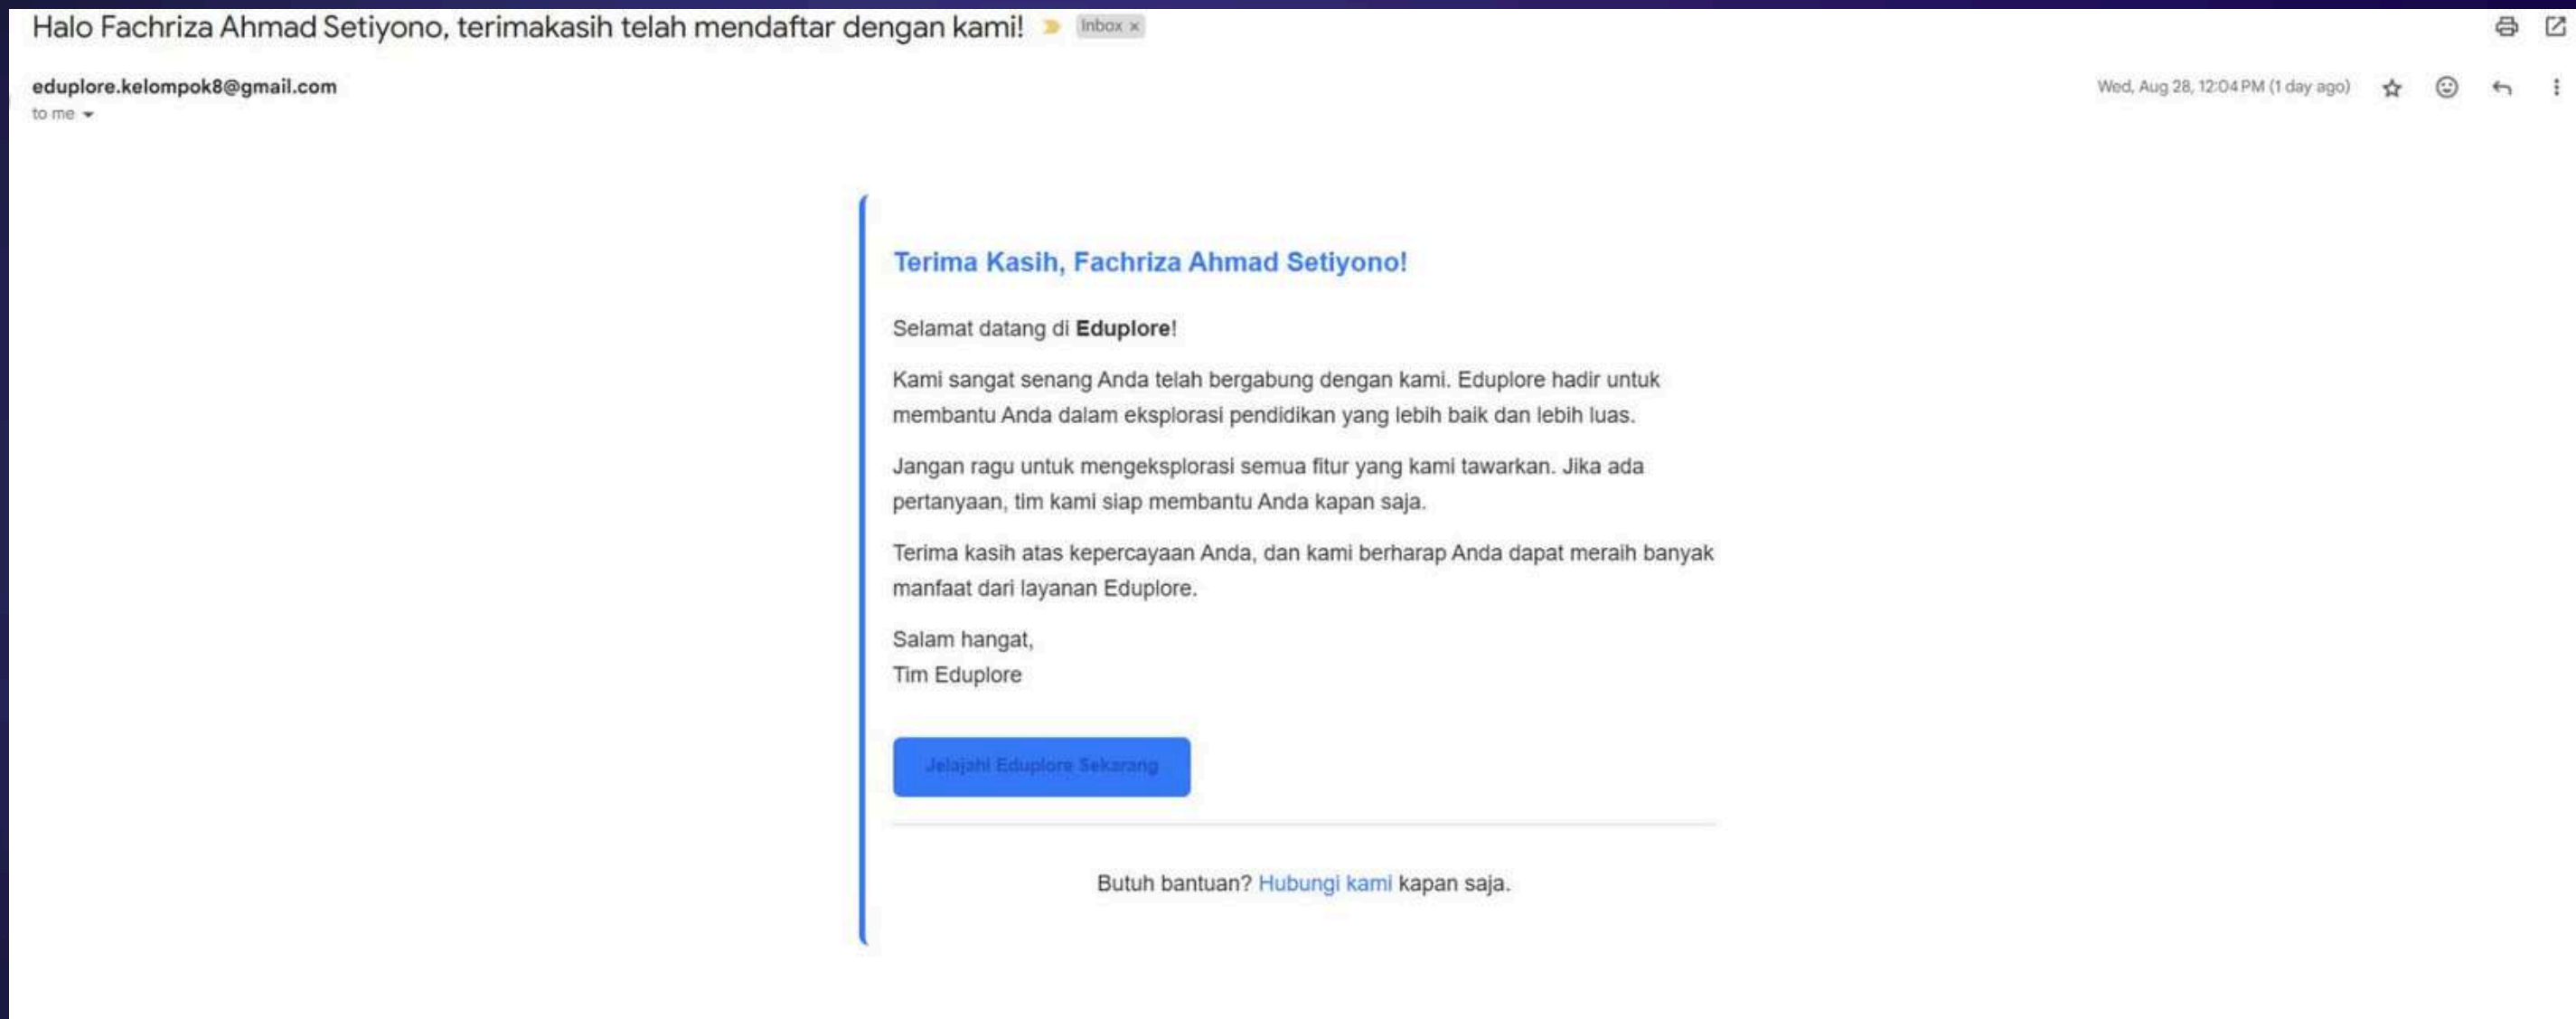 Halo Fachriza Ahmad Setiyono, terimakasih telah mendaftar dengan kami! Inbox ×
eduplore.kelompok8@gmail.com
Wed, Aug 28, 12:04 PM (1 day ago)
to me
Terima Kasih, Fachriza Ahmad Setiyono!
Selamat datang di Eduplore!
Kami sangat senang Anda telah bergabung dengan kami. Eduplore hadir untuk
membantu Anda dalam eksplorasi pendidikan yang lebih baik dan lebih luas.
Jangan ragu untuk mengeksplorasi semua fitur yang kami tawarkan. Jika ada
pertanyaan, tim kami siap membantu Anda kapan saja.
Terima kasih atas kepercayaan Anda, dan kami berharap Anda dapat meraih banyak
manfaat dari layanan Eduplore.
Salam hangat,
Tim Eduplore
Jelajahi Eduplore Sekarang
Butuh bantuan? Hubungi kami kapan saja.